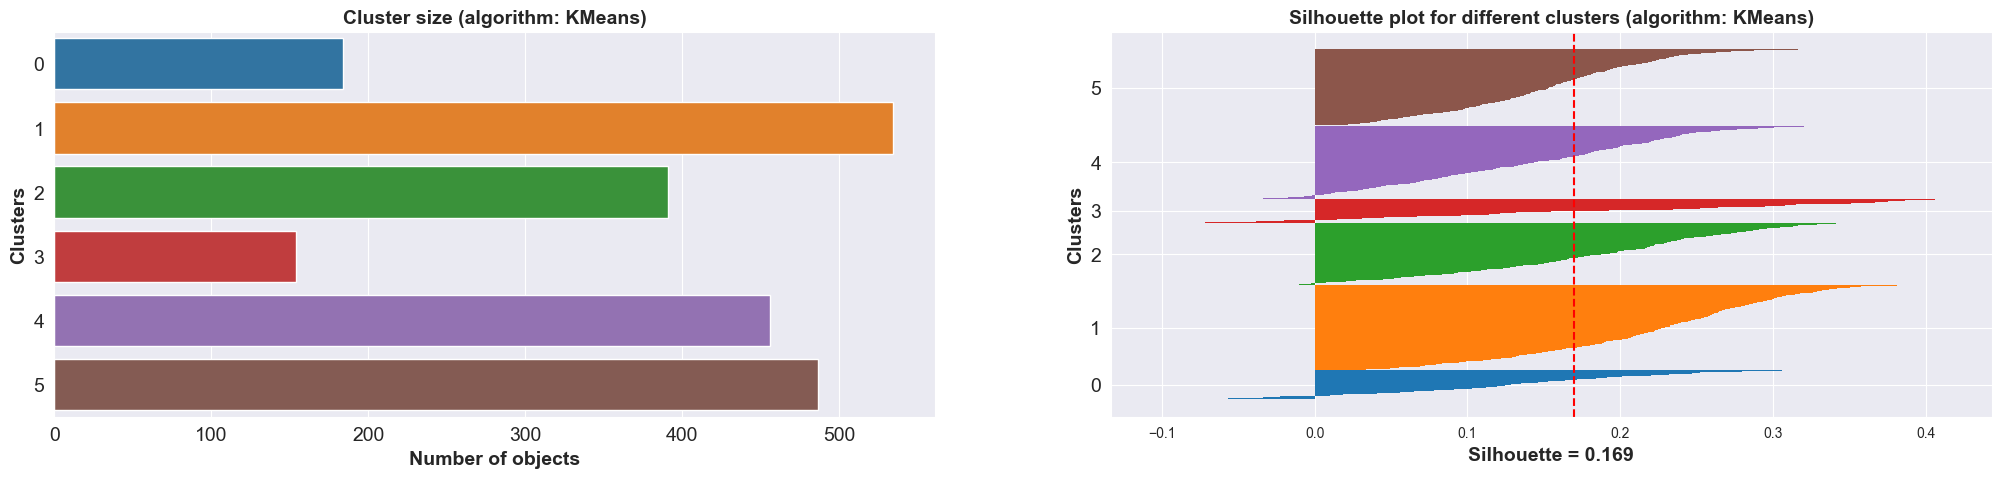 Cluster size (algorithm: KMeans)
Clusters
0
1
2
3
4
5
0 100 200 300 400 500
Number of objects
Silhouette plot for different clusters (algorithm: KMeans)
Clusters
5
4
3
2
1
0
−0.1 0.0 0.1 0.2 0.3 0.4
Silhouette = 0.169